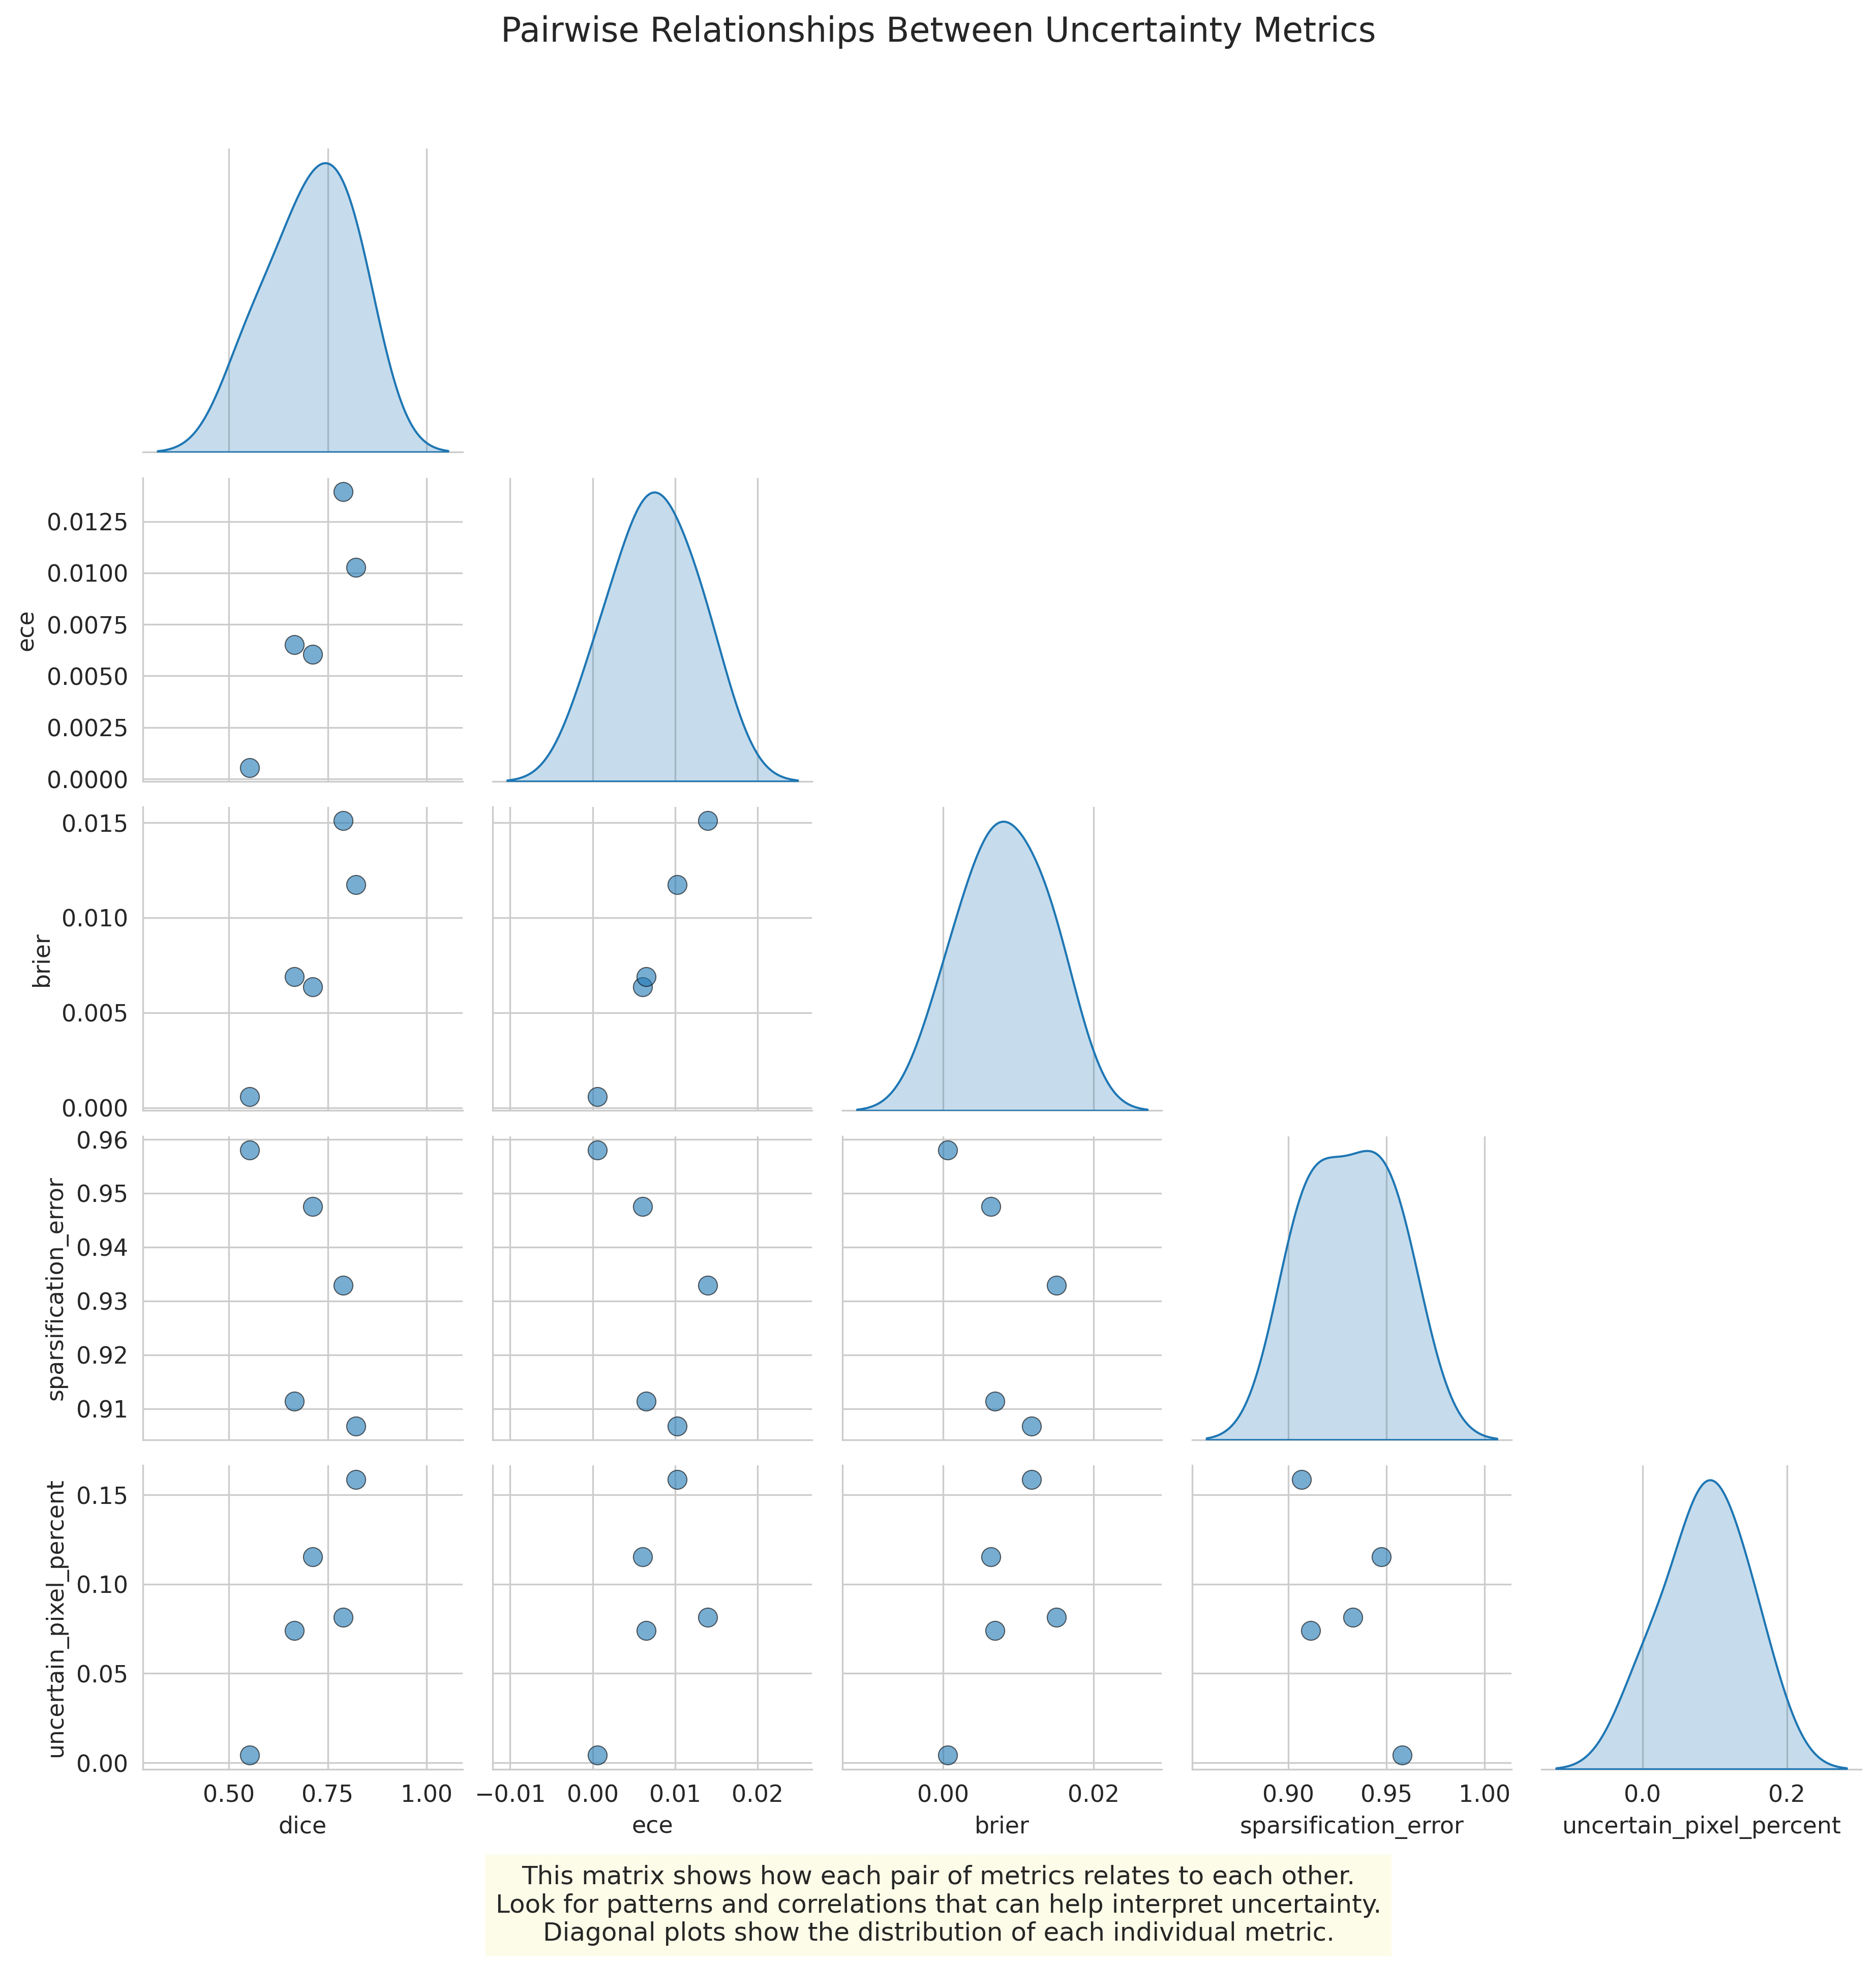 Pairwise Relationships Between Uncertainty Metrics
ece
0.0125
0.0100
0.0075
0.0050
0.0025
0.0000
brier
0.015
0.010
0.005
0.000
sparsification_error
0.96
0.95
0.94
0.93
0.92
0.91
uncertain_pixel_percent
0.15
0.10
0.05
0.00
0.50 0.75 1.00
dice
−0.01 0.00 0.01 0.02
ece
0.00 0.02
brier
0.90 0.95 1.00
sparsification_error
0.0 0.2
uncertain_pixel_percent
This matrix shows how each pair of metrics relates to each other.
Look for patterns and correlations that can help interpret uncertainty.
Diagonal plots show the distribution of each individual metric.